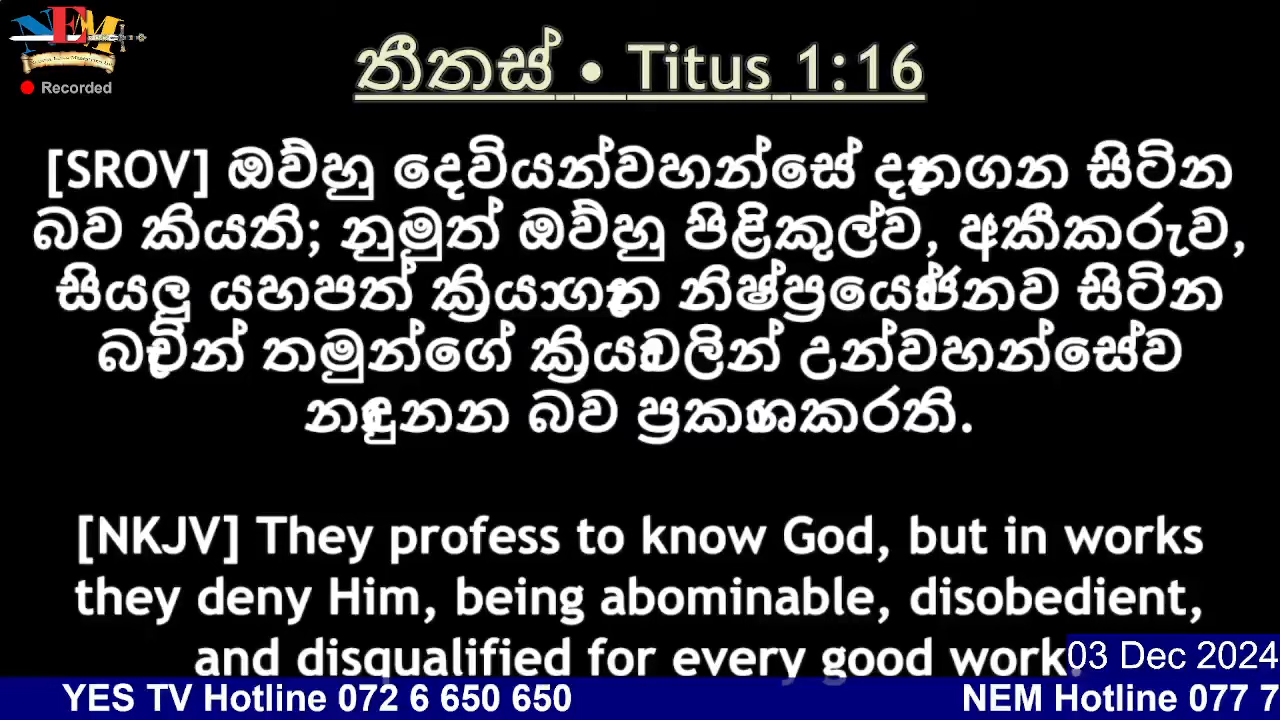 NEM
Recorded
තීතස් • Titus 1:16
[SROV] ඔව්හු දෙවියන්වහන්සේ දැනගන සිටින
බව කියති; නුමුත් ඔව්හු පිළිකුල්ව, අකීකරුව,
සියලු යහපත් ක්‍රියාගැන නිෂ්ප්‍රයෝජනව සිටින
බැවින් තමුන්ගේ ක්‍රියාවලින් උන්වහන්සේව
නාඳුනන බව ප්‍රකාශකරති.
[NKJV] They profess to know God, but in works
they deny Him, being abominable, disobedient,
and disqualified for every good work.
03 Dec 2024
YES TV Hotline 072 6 650 650 NEM Hotline 077 7